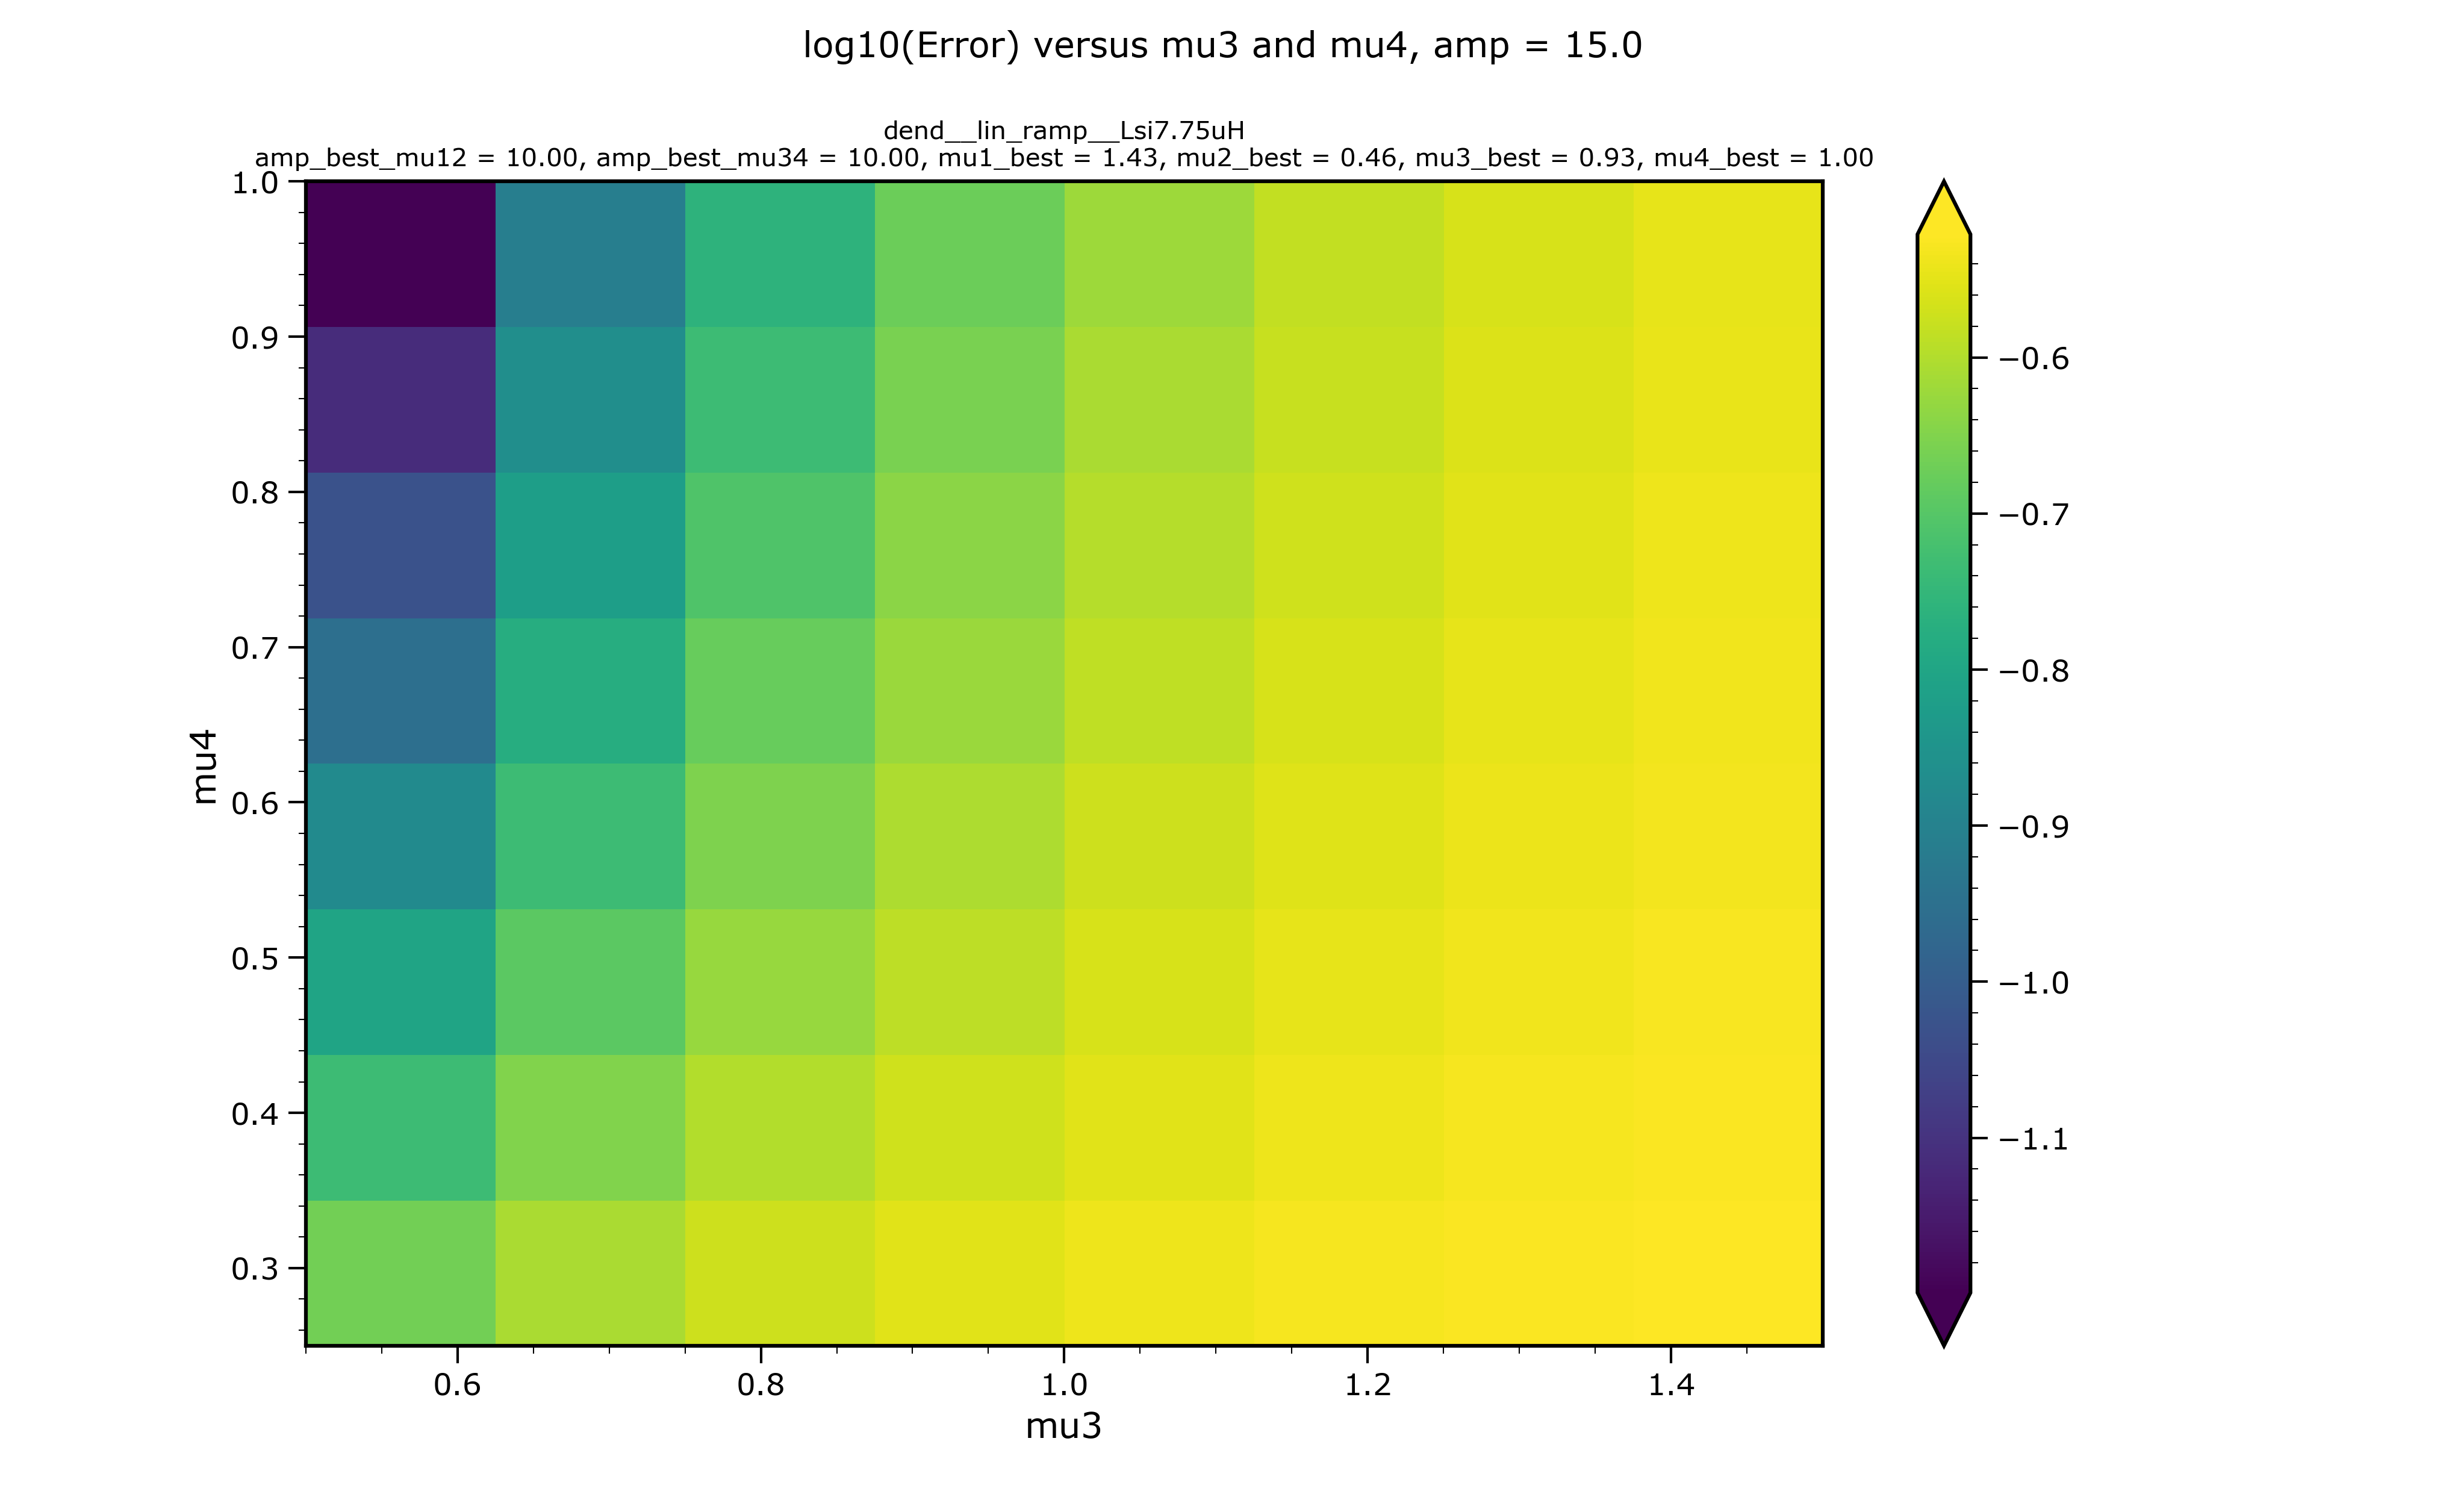 log10(Error) versus mu3 and mu4, amp = 15.0
dend__lin_ramp__Lsi7.75uH
amp_best_mu12 = 10.00, amp_best_mu34 = 10.00, mu1_best = 1.43, mu2_best = 0.46, mu3_best = 0.93, mu4_best = 1.00
1.0
0.9
0.8
0.7
0.6
0.5
0.4
0.3
mu4
0.6 0.8 1.0 1.2 1.4
mu3
−0.6
−0.7
−0.8
−0.9
−1.0
−1.1